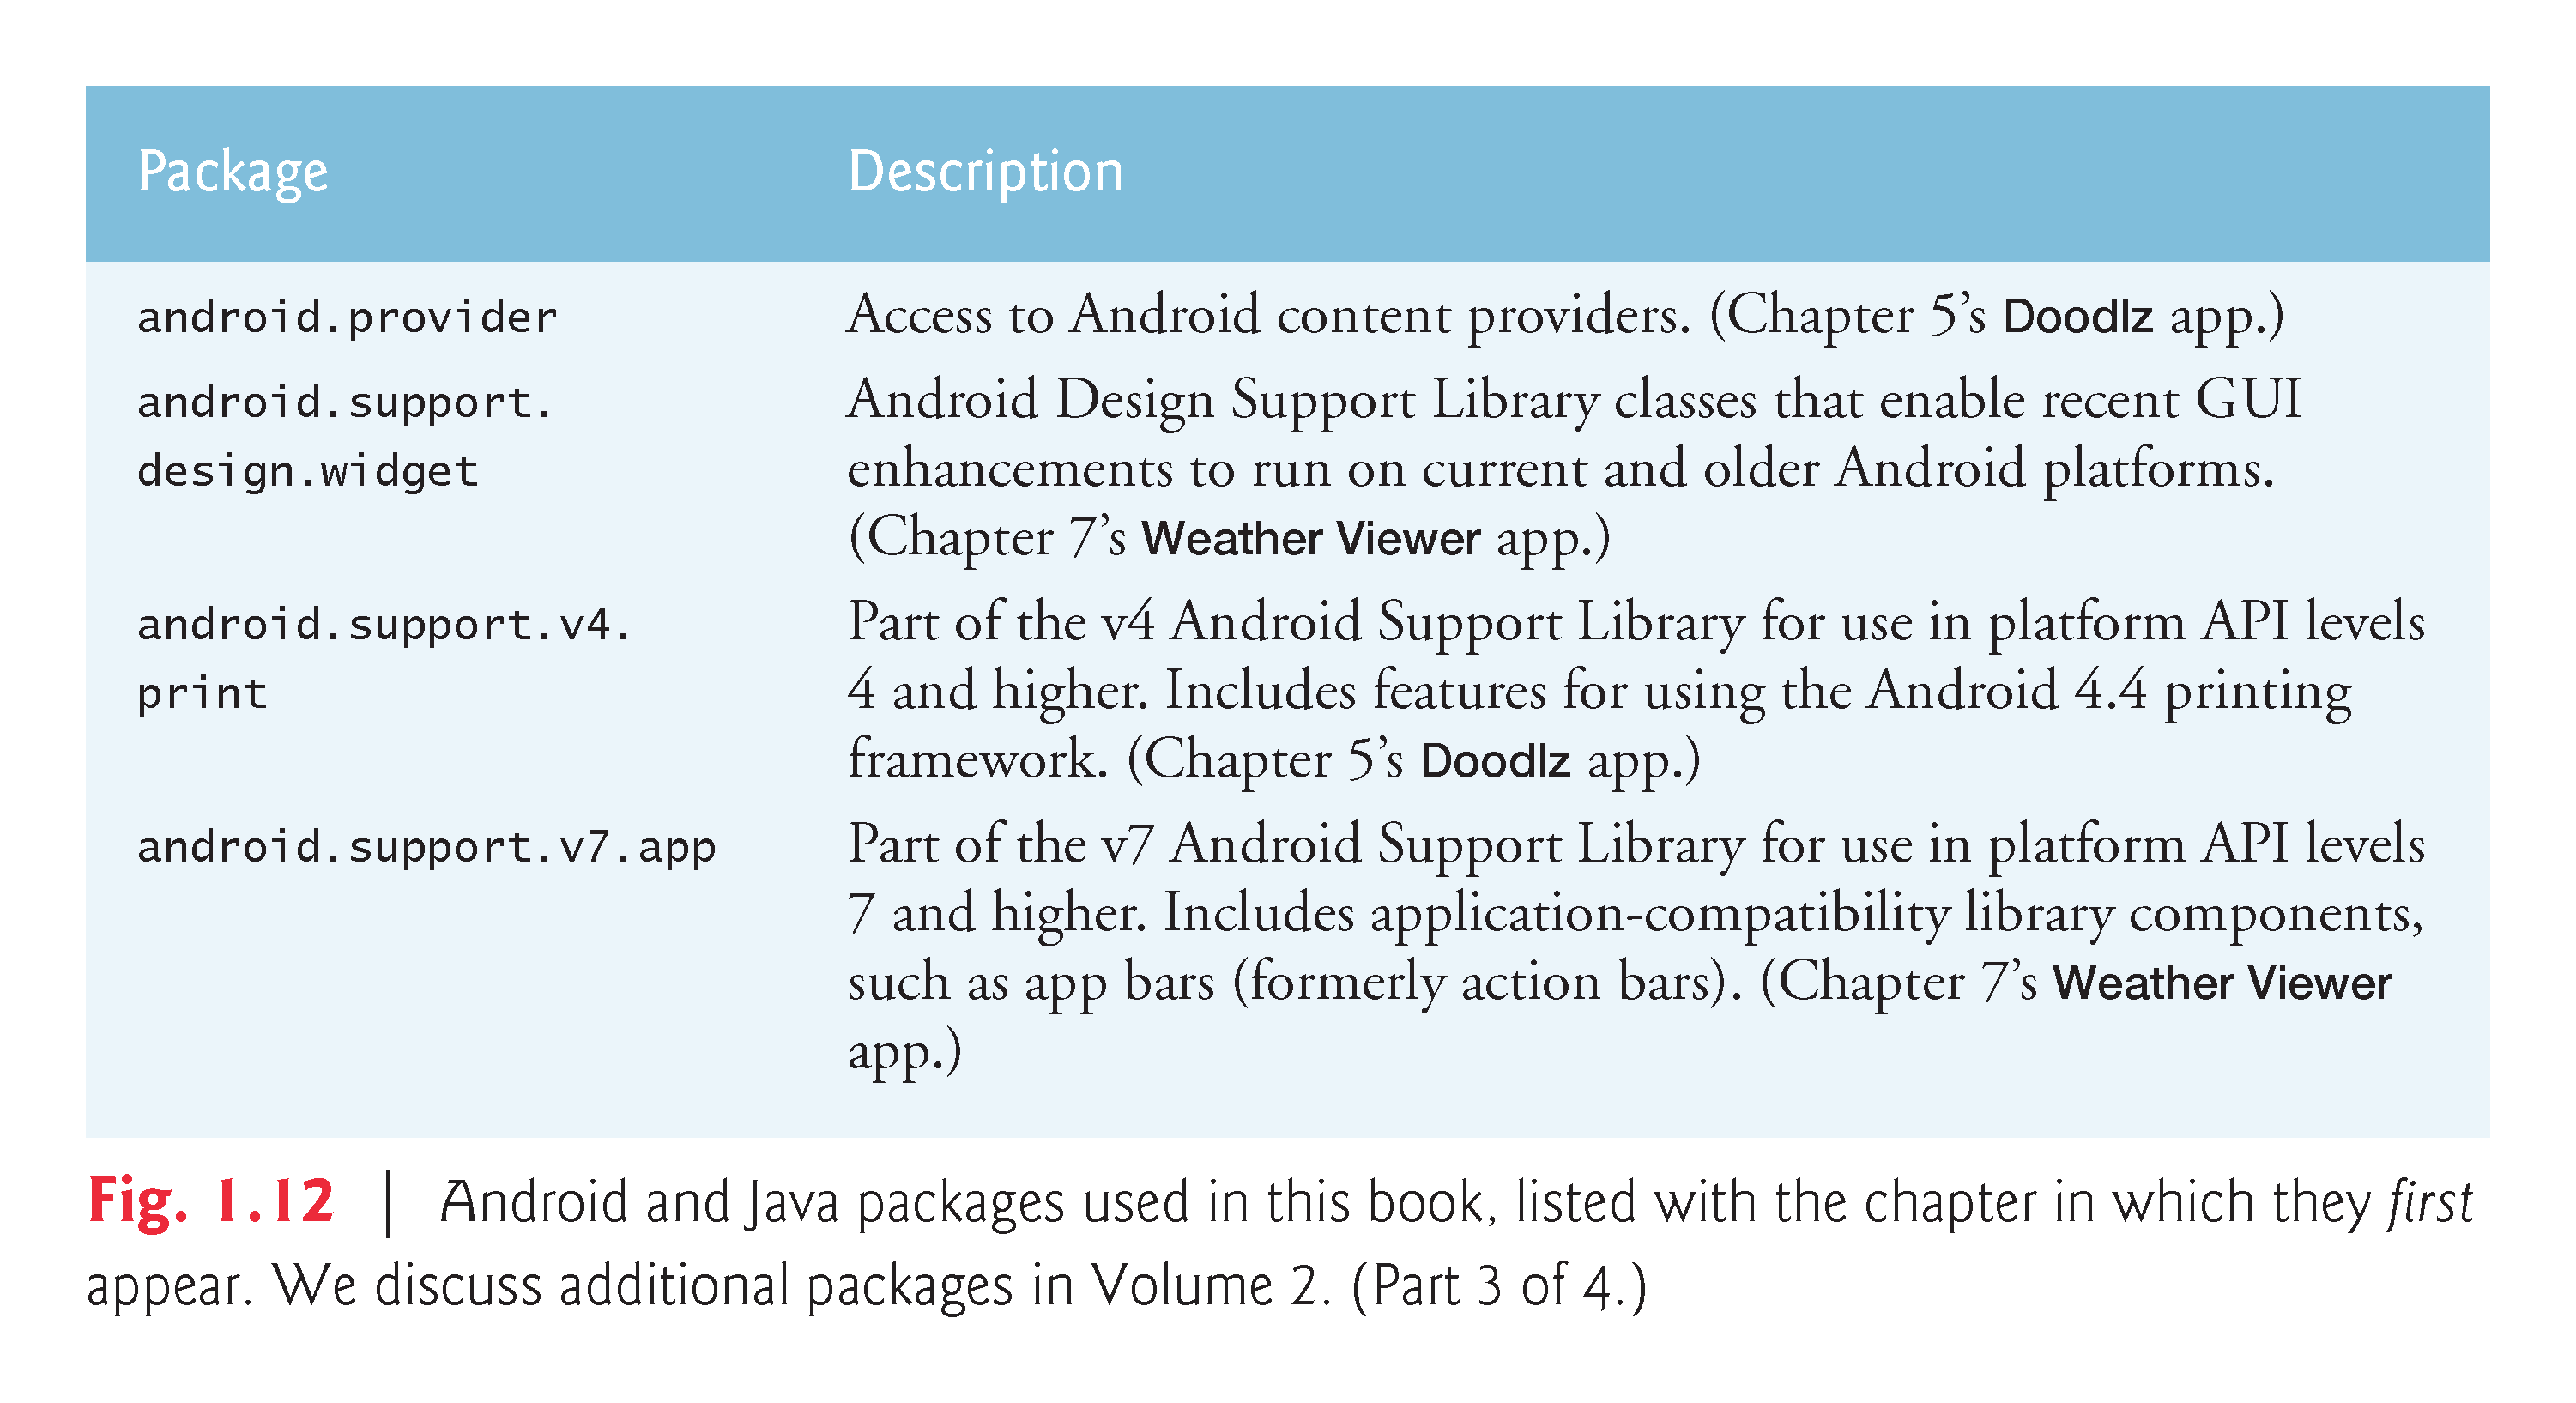 Package Description
android.provider Access to Android content providers. (Chapter 5’s Doodlz app.)
android.support. Android Design Support Library classes that enable recent GUI
design.widget enhancements to run on current and older Android platforms.
(Chapter 7’s Weather Viewer app.)
android.support.v4. Part of the v4 Android Support Library for use in platform API levels
print 4 and higher. Includes features for using the Android 4.4 printing
framework. (Chapter 5’s Doodlz app.)
android.support.v7.app Part of the v7 Android Support Library for use in platform API levels
7 and higher. Includes application-compatibility library components,
such as app bars (formerly action bars). (Chapter 7’s Weather Viewer
app.)
Fig. 1.12 | Android and Java packages used in this book, listed with the chapter in which they first
appear. We discuss additional packages in Volume 2. (Part 3 of 4.)